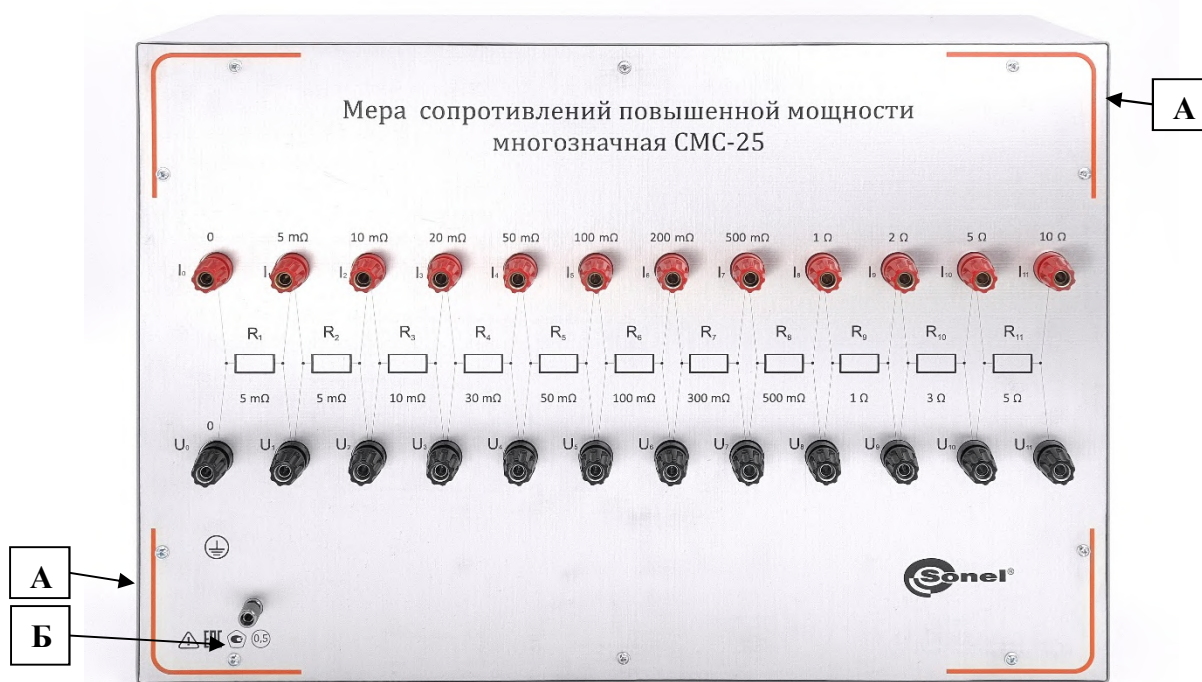 Мера сопротивлений повышенной мощности
многозначная СМС-25
А
0 5 mΩ 10 mΩ 20 mΩ 50 mΩ 100 mΩ 200 mΩ 500 mΩ 1 Ω 2 Ω 5 Ω 10 Ω
I₀ I₁ I₂ I₃ I₄ I₅ I₆ I₇ I₈ I₉ I₁₀ I₁₁
R₁ R₂ R₃ R₄ R₅ R₆ R₇ R₈ R₉ R₁₀ R₁₁
5 mΩ 5 mΩ 10 mΩ 30 mΩ 50 mΩ 100 mΩ 300 mΩ 500 mΩ 1 Ω 3 Ω 5 Ω
0
U₀ U₁ U₂ U₃ U₄ U₅ U₆ U₇ U₈ U₉ U₁₀ U₁₁
А
Sonel®
Б
EAC 0,5